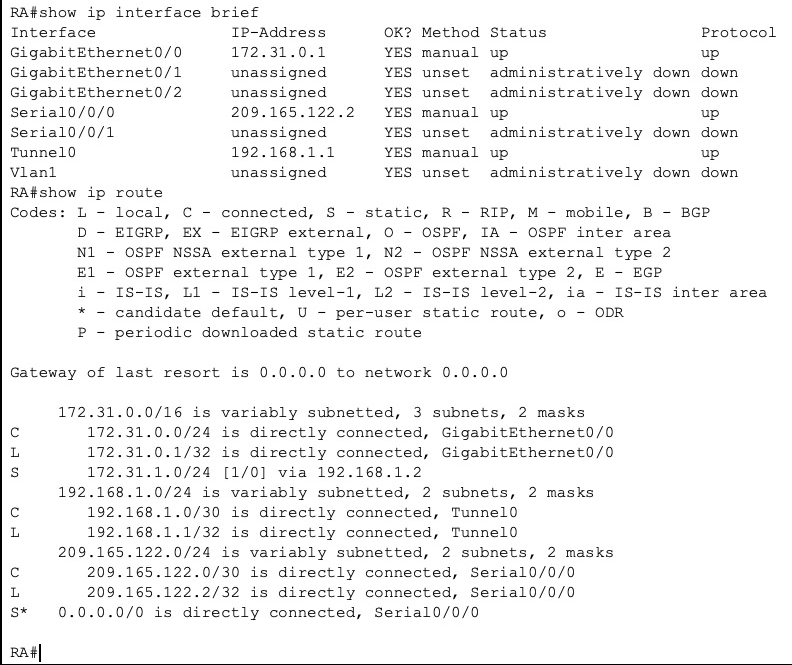 RA#show ip interface brief
Interface              IP-Address      OK? Method Status                Protocol
GigabitEthernet0/0     172.31.0.1      YES manual up                    up
GigabitEthernet0/1     unassigned      YES unset  administratively down down
GigabitEthernet0/2     unassigned      YES unset  administratively down down
Serial0/0/0            209.165.122.2   YES manual up                    up
Serial0/0/1            unassigned      YES unset  administratively down down
Tunnel0                192.168.1.1     YES manual up                    up
Vlan1                  unassigned      YES unset  administratively down down
RA#show ip route
Codes: L - local, C - connected, S - static, R - RIP, M - mobile, B - BGP
       D - EIGRP, EX - EIGRP external, O - OSPF, IA - OSPF inter area
       N1 - OSPF NSSA external type 1, N2 - OSPF NSSA external type 2
       E1 - OSPF external type 1, E2 - OSPF external type 2, E - EGP
       i - IS-IS, L1 - IS-IS level-1, L2 - IS-IS level-2, ia - IS-IS inter area
       * - candidate default, U - per-user static route, o - ODR
       P - periodic downloaded static route
Gateway of last resort is 0.0.0.0 to network 0.0.0.0
     172.31.0.0/16 is variably subnetted, 3 subnets, 2 masks
C       172.31.0.0/24 is directly connected, GigabitEthernet0/0
L       172.31.0.1/32 is directly connected, GigabitEthernet0/0
S       172.31.1.0/24 [1/0] via 192.168.1.2
     192.168.1.0/24 is variably subnetted, 2 subnets, 2 masks
C       192.168.1.0/30 is directly connected, Tunnel0
L       192.168.1.1/32 is directly connected, Tunnel0
     209.165.122.0/24 is variably subnetted, 2 subnets, 2 masks
C       209.165.122.0/30 is directly connected, Serial0/0/0
L       209.165.122.2/32 is directly connected, Serial0/0/0
S*   0.0.0.0/0 is directly connected, Serial0/0/0
RA#